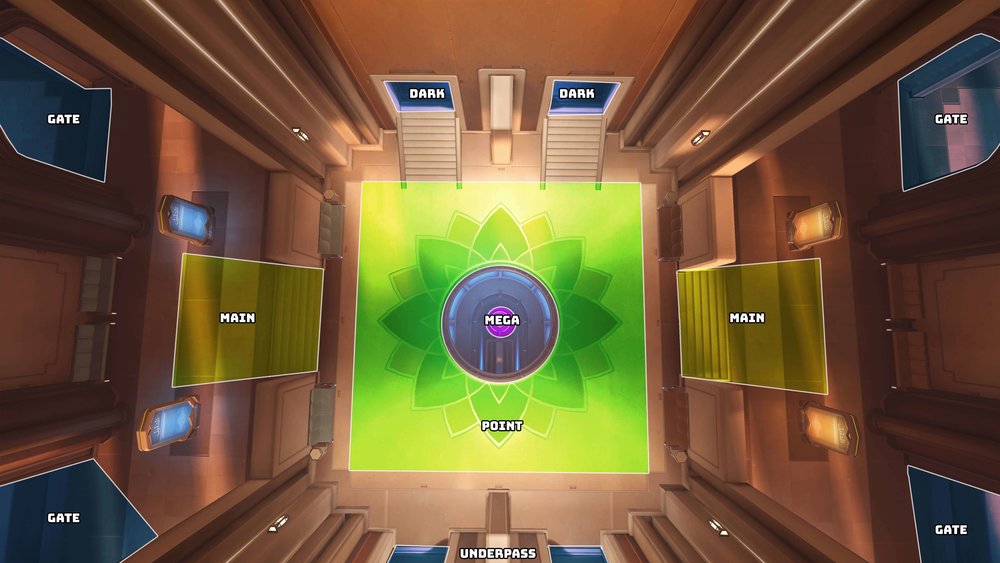 DARK DARK
GATE GATE
MAIN MEGA MAIN
POINT
GATE GATE
UNDERPASS